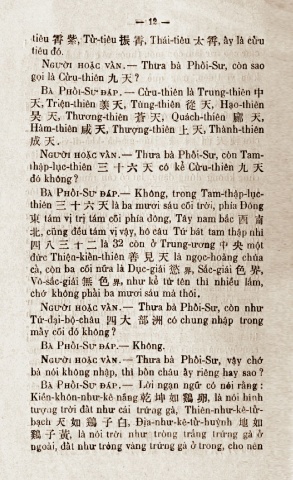 — 12 —
tiêu 霄 紫, Từ-tiêu 振 霄, Thái-tiêu 太 霄, ấy là cửu
tiêu đó.
NGƯỜI HOẶC VẤN.— Thưa bà Phối-Sư, còn sao
gọi là Cửu-thiên 九 天?
BÀ PHỐI-SƯ ĐÁP.— Cửu-thiên là Trung-thiên 中
天, Triện-thiên 羨 天, Tùng-thiên 從 天, Hạo-thiên
昊 天, Thương-thiên 蒼 天, Quách-thiên 廓 天,
Hàm-thiên 咸 天, Thượng-thiên 上 天, Thành-thiên
成 天.
NGƯỜI HOẶC VẤN.— Thưa bà Phối-Sư, còn Tam-
thập-lục-thiên 三 十 六 天 có kể Cửu-thiên 九 天
đó không?
BÀ PHỐI-SƯ ĐÁP.— Không, trong Tam-thập-lục-
thiên 三 十 六 天 là ba mươi sáu cõi trời, phía Đông
東 tám vị trí tám cõi phía đông, Tây nam bắc 西 南
北, cũng đều tám vị vậy, hô câu Tứ bát tam thập nhì
四 八 三 十 二 là 32 còn ở Trung-ương 中 央 một
đức Thiện-kiến-thiên 善 見 天 là ngọc-hoàng chúa
cả, còn ba cõi nữa là Dục-giái 慾 界, Sắc-giái 色 界,
Vô-sắc-giái 無 色 界, như kể từ tên thì nhiều lắm,
chớ không phải ba mươi sáu mà thôi.
NGƯỜI HOẶC VẤN.— Thưa bà Phối-Sư, còn như
Tứ-đại-bộ-châu 四 大 部 洲 có chung nhập trong
mấy cõi đó không?
BÀ PHỐI-SƯ ĐÁP.— Không.
NGƯỜI HOẶC VẤN.— Thưa bà Phối-Sư, vậy chớ
bà nói không nhập, thì bốn châu ấy riêng hay sao?
BÀ PHỐI-SƯ ĐÁP.— Lời ngạn ngữ có nói rằng:
Kiền-khôn-như-kê-noãng 乾 坤 如 鷄 卵, là nói hình
tượng trời đất như cái trứng gà, Thiên-như-kê-tử-
bạch 天 如 鷄 子 白, Địa-như-kê-tử-huỳnh 地 如
鷄 子 黃, là nói trời như tròng trắng trứng gà ở
ngoài, đất như tròng vàng trứng gà ở trong, cho nên